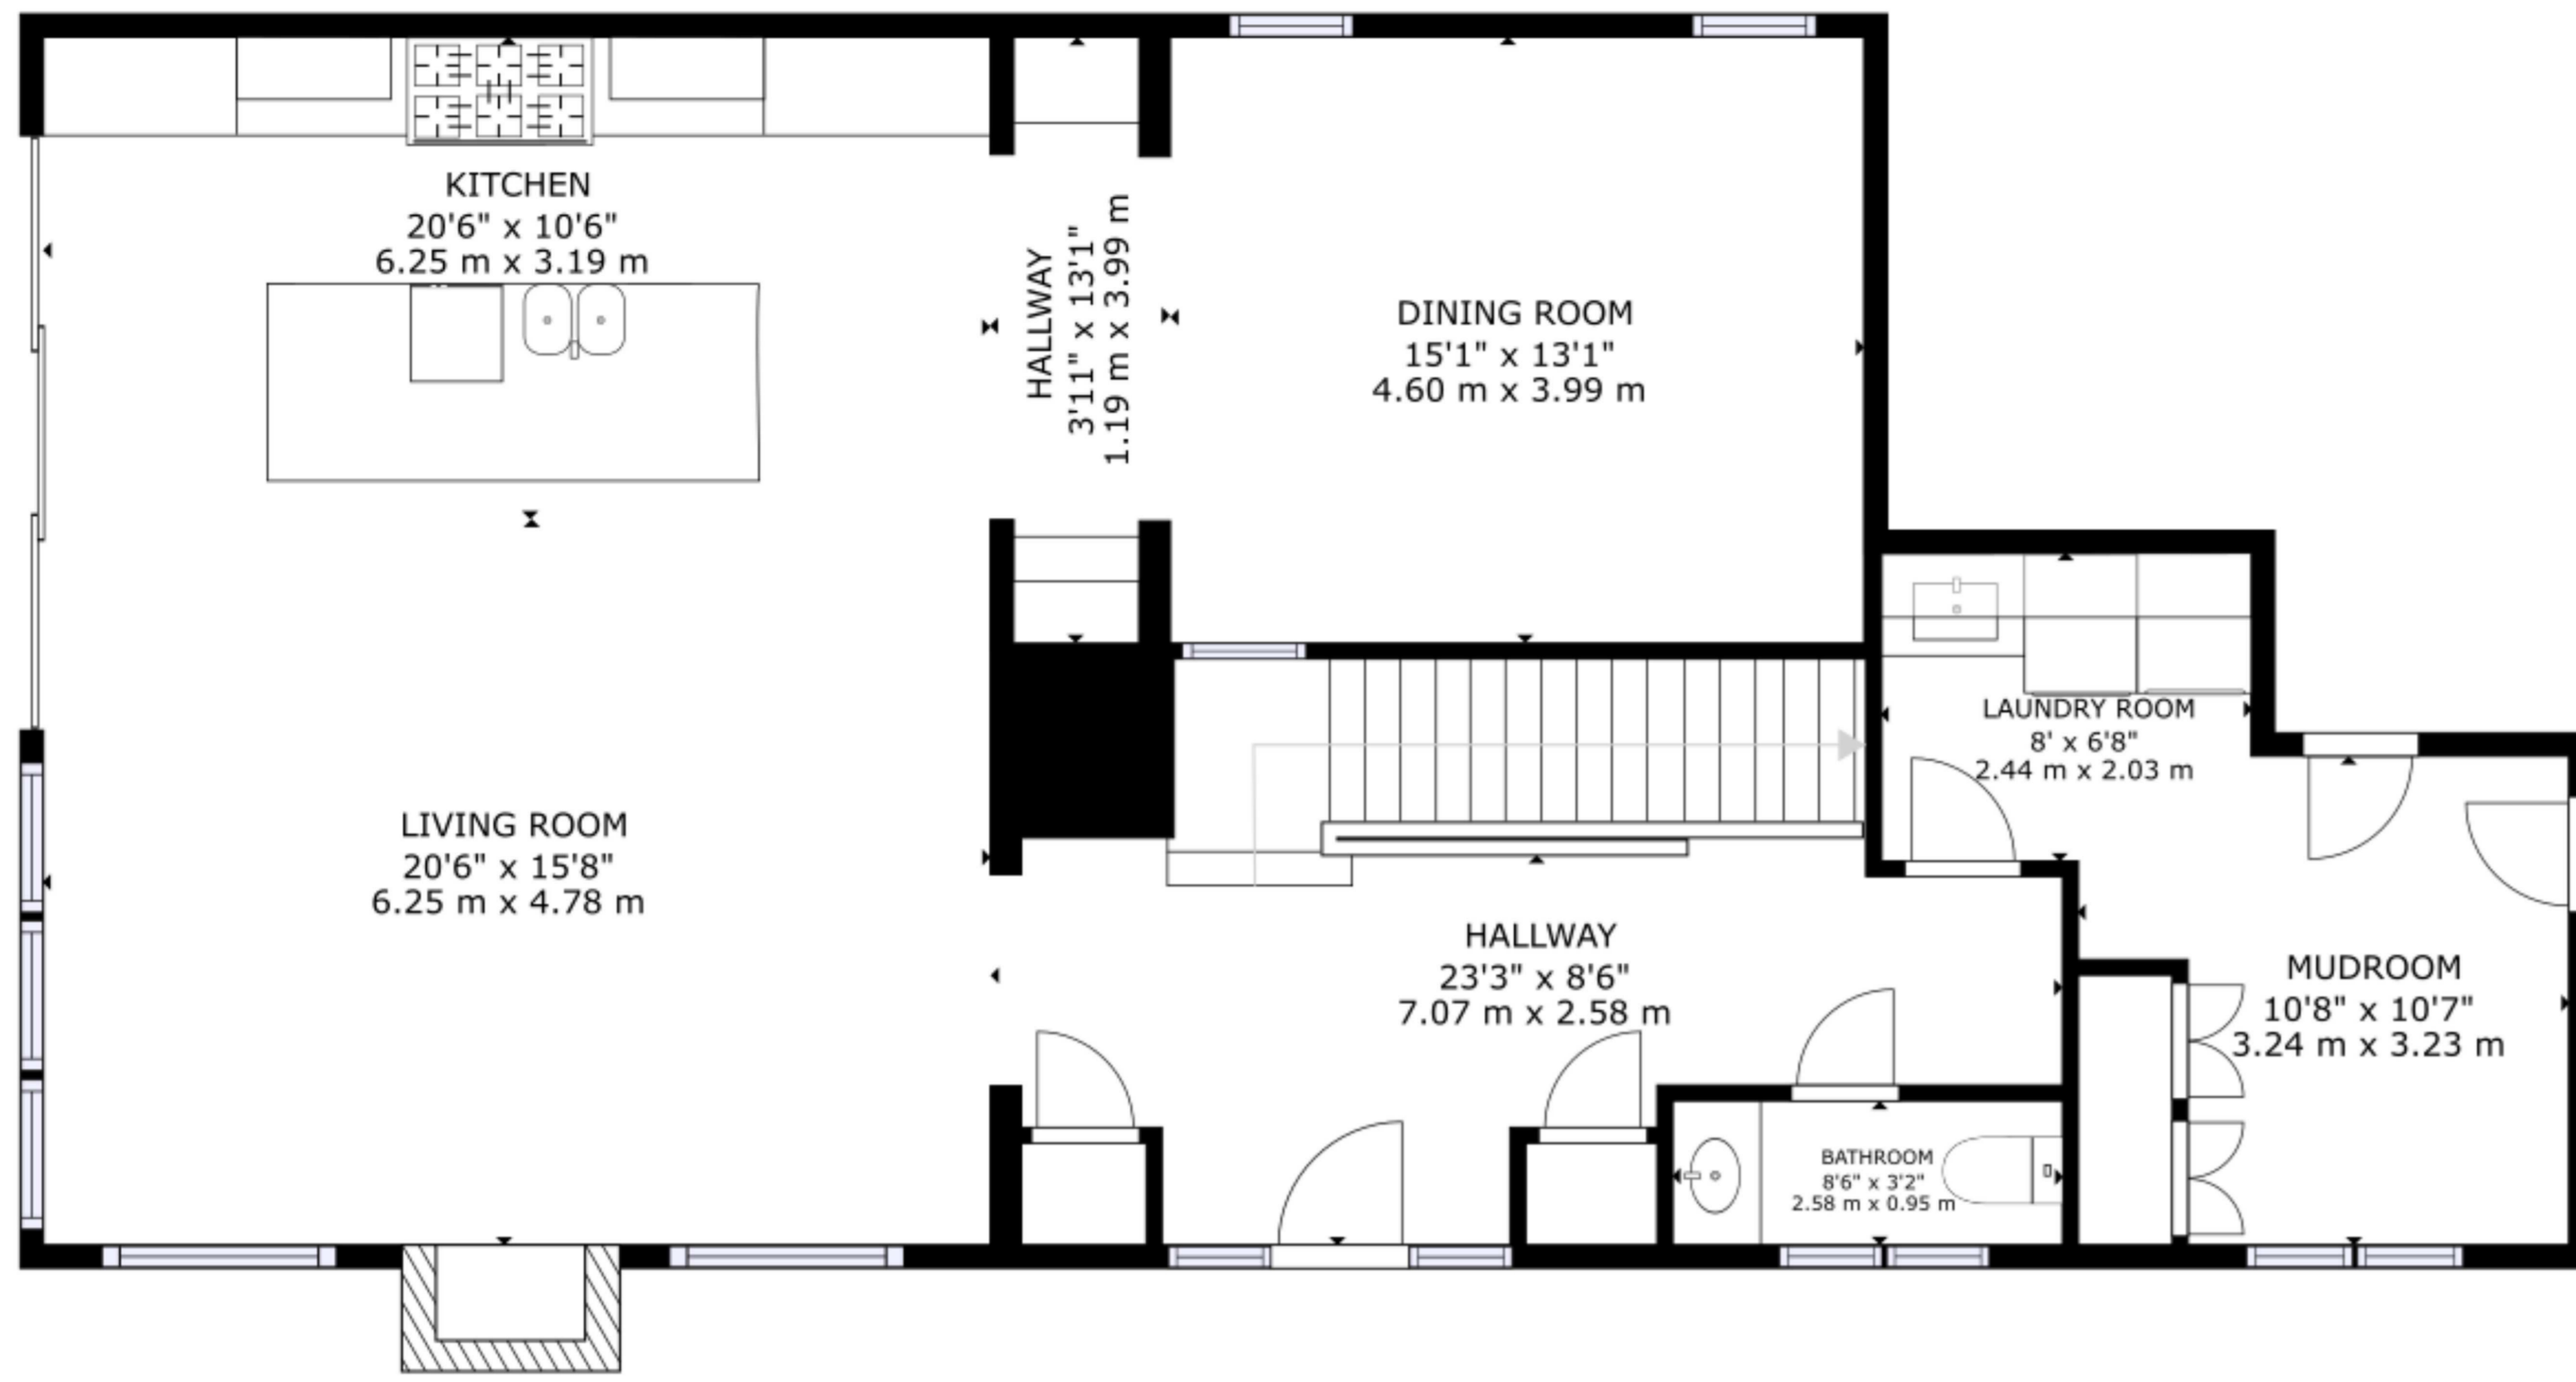 KITCHEN
20'6" x 10'6"
6.25 m x 3.19 m
HALLWAY
3'11" x 13'1"
1.19 m x 3.99 m
DINING ROOM
15'1" x 13'1"
4.60 m x 3.99 m
LAUNDRY ROOM
8' x 6'8"
2.44 m x 2.03 m
LIVING ROOM
20'6" x 15'8"
6.25 m x 4.78 m
HALLWAY
23'3" x 8'6"
7.07 m x 2.58 m
MUDROOM
10'8" x 10'7"
3.24 m x 3.23 m
BATHROOM
8'6" x 3'2"
2.58 m x 0.95 m